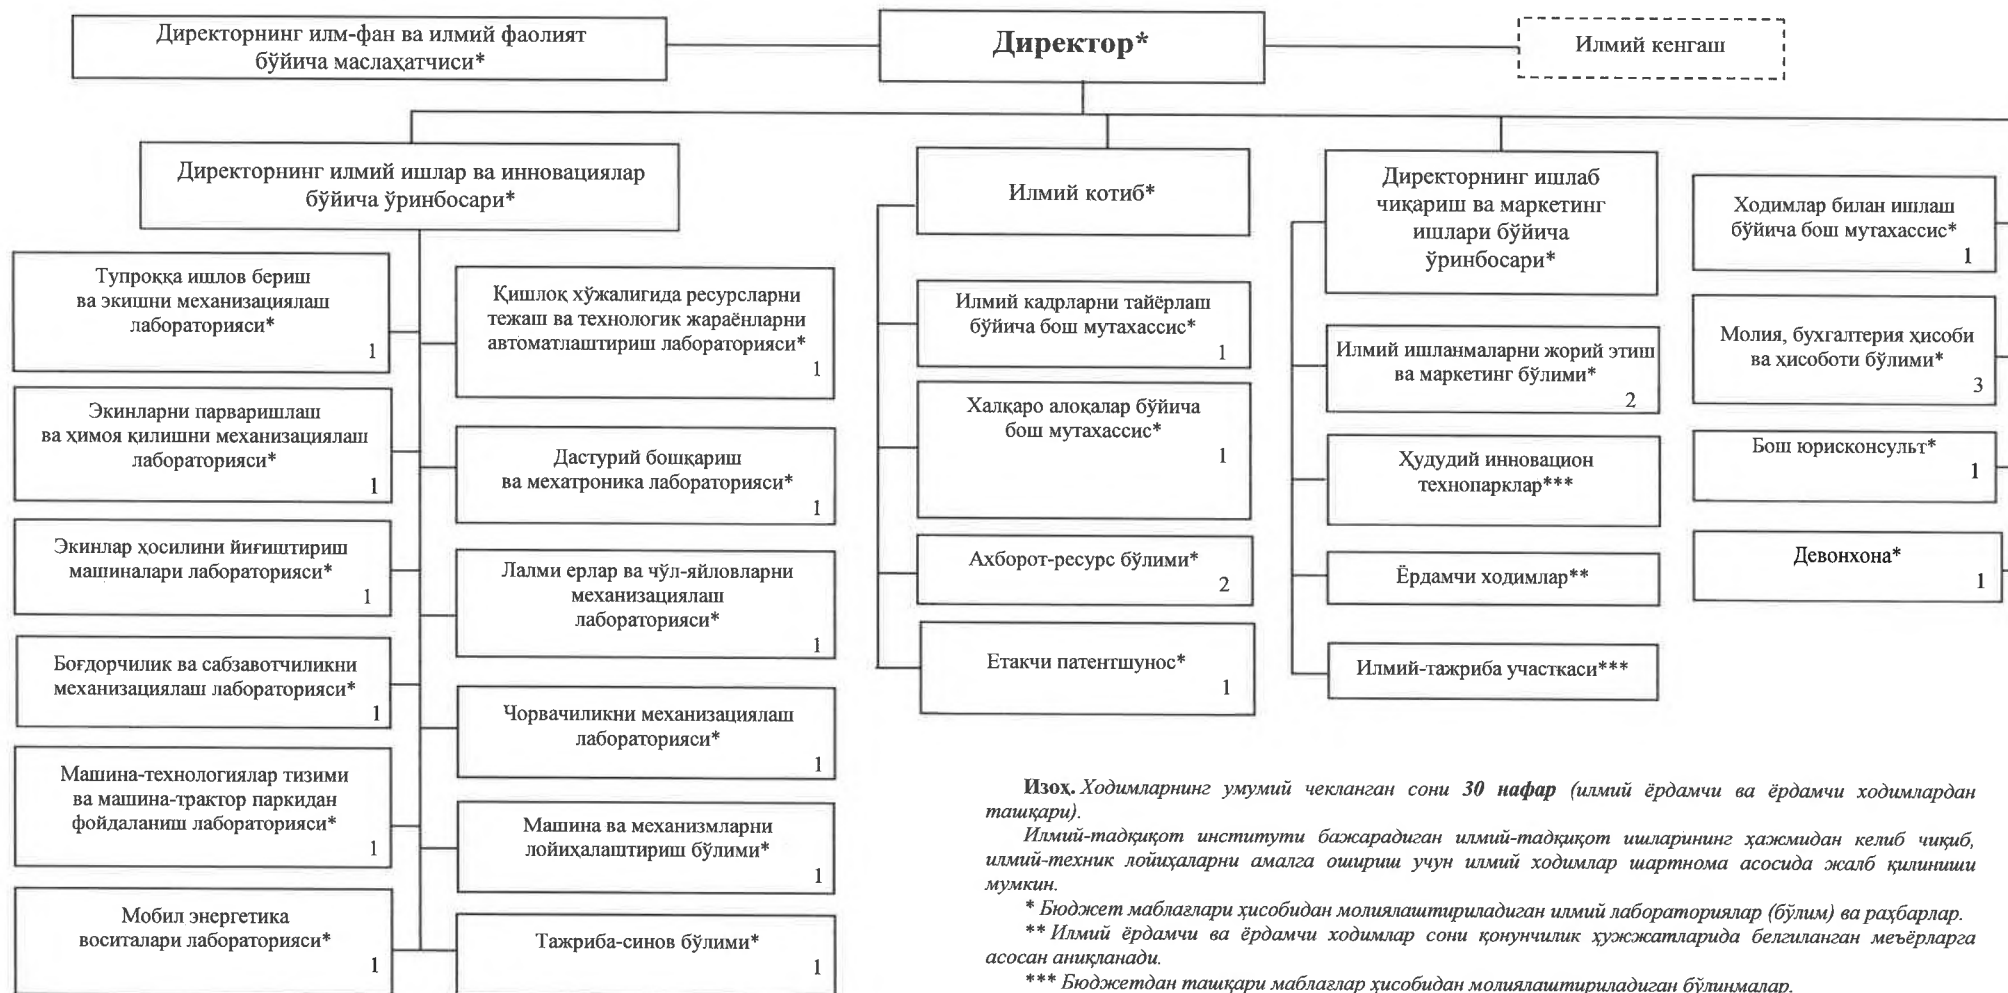 Директорнинг илм-фан ва илмий фаолият
бўйича маслаҳатчиси*
Директор*
Илмий кенгаш
Директорнинг илмий ишлар ва инновациялар
бўйича ўринбосари*
Тупроққа ишлов бериш
ва экишни механизациялаш
лабораторияси*
1
Экинларни парваришлаш
ва ҳимоя қилишни механизациялаш
лабораторияси*
1
Экинлар ҳосилини йиғиштириш
машиналари лабораторияси*
1
Боғдорчилик ва сабзавотчиликни
механизациялаш лабораторияси*
1
Машина-технологиялар тизими
ва машина-трактор паркидан
фойдаланиш лабораторияси*
1
Мобил энергетика
воситалари лабораторияси*
1
Қишлоқ хўжалигида ресурсларни
тежаш ва технологик жараёнларни
автоматлаштириш лабораторияси*
1
Дастурий бошқариш
ва мехатроника лабораторияси*
1
Лалми ерлар ва чўл-яйловларни
механизациялаш
лабораторияси*
1
Чорвачиликни механизациялаш
лабораторияси*
1
Машина ва механизмларни
лойиҳалаштириш бўлими*
1
Тажриба-синов бўлими*
1
Илмий котиб*
Илмий кадрларни тайёрлаш
бўйича бош мутахассис*
1
Халқаро алоқалар бўйича
бош мутахассис*
1
Ахборот-ресурс бўлими*
2
Етакчи патентшунос*
1
Директорнинг ишлаб
чиқариш ва маркетинг
ишлари бўйича
ўринбосари*
Илмий ишланмаларни жорий этиш
ва маркетинг бўлими*
2
Ҳудудий инновацион
технопарклар***
Ёрдамчи ходимлар**
Илмий-тажриба участкаси***
Ходимлар билан ишлаш
бўйича бош мутахассис*
1
Молия, бухгалтерия ҳисоби
ва ҳисоботи бўлими*
3
Бош юрисконсульт*
1
Девонхона*
1
Изоҳ. Ходимларнинг умумий чекланган сони 30 нафар (илмий ёрдамчи ва ёрдамчи ходимлардан
ташқари).
Илмий-тадқиқот институти бажарадиган илмий-тадқиқот ишларининг ҳажмидан келиб чиқиб,
илмий-техник лойиҳаларни амалга ошириш учун илмий ходимлар шартнома асосида жалб қилиниши
мумкин.
* Бюджет маблағлари ҳисобидан молиялаштириладиган илмий лабораториялар (бўлим) ва раҳбарлар.
** Илмий ёрдамчи ва ёрдамчи ходимлар сони қонунчилик ҳужжатларида белгиланган меъёрларга
асосан аниқланади.
*** Бюджетдан ташқари маблағлар ҳисобидан молиялаштириладиган бўлинмалар.